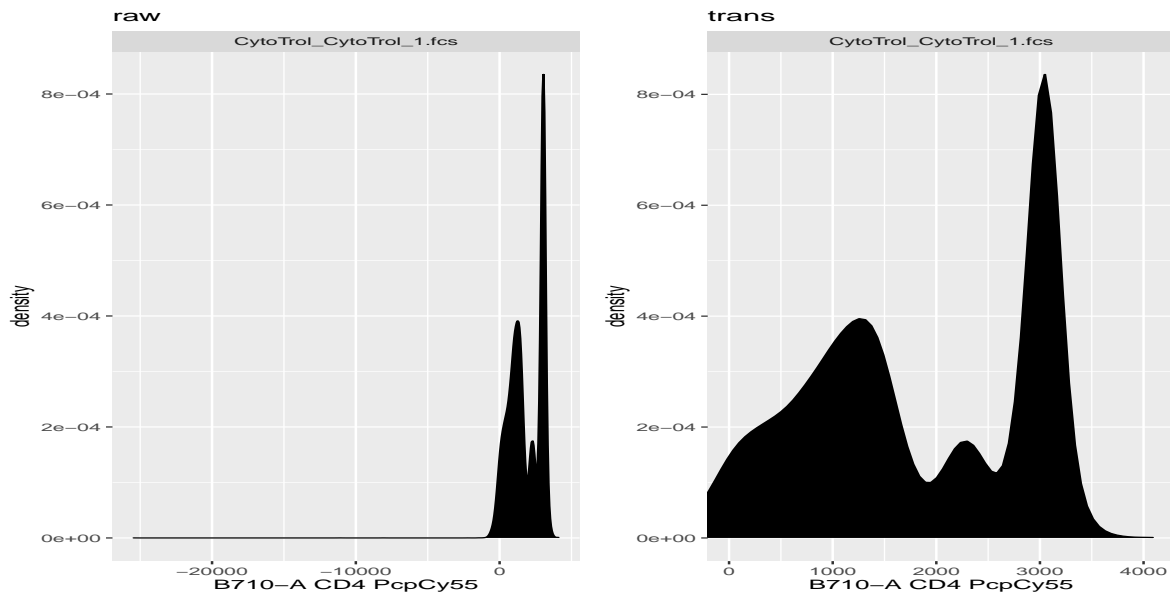 raw
CytoTrol_CytoTrol_1.fcs
8e−04
6e−04
4e−04
2e−04
0e+00
density
−20000 −10000 0
B710−A CD4 PcpCy55
trans
CytoTrol_CytoTrol_1.fcs
8e−04
6e−04
4e−04
2e−04
0e+00
density
0 1000 2000 3000 4000
B710−A CD4 PcpCy55